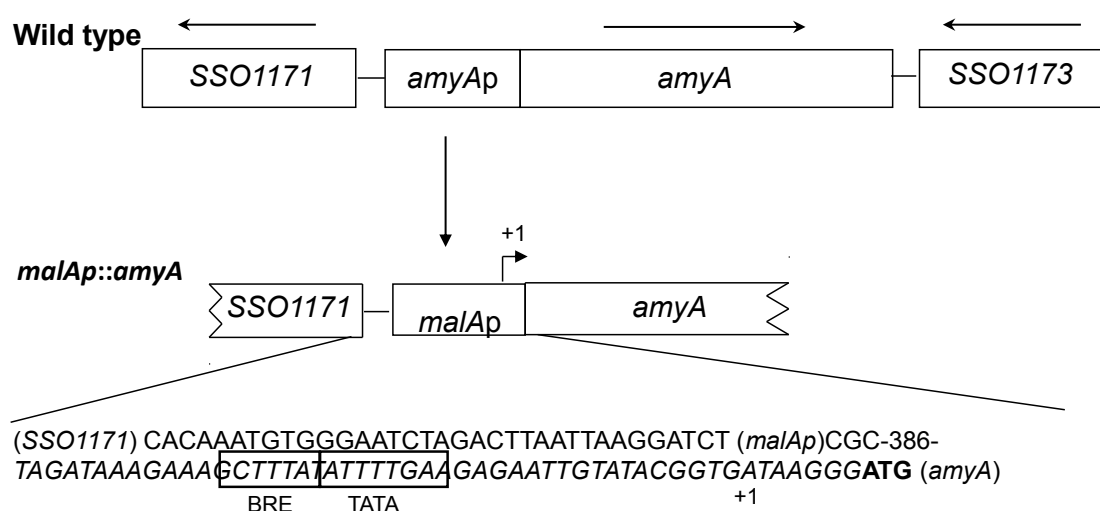 Wild type
SSO1171 amyAp amyA SSO1173
+1
malAp::amyA
SSO1171 malAp amyA
(SSO1171) CACAAATGTGGGAATCTAGACTTAATTAAGGATCT (malAp)CGC-386-
TAGATAAAGAAAGCTTTATATTTTGAAGAGAATTGTATACGGTGATAAGGGATG (amyA)
BRE TATA +1